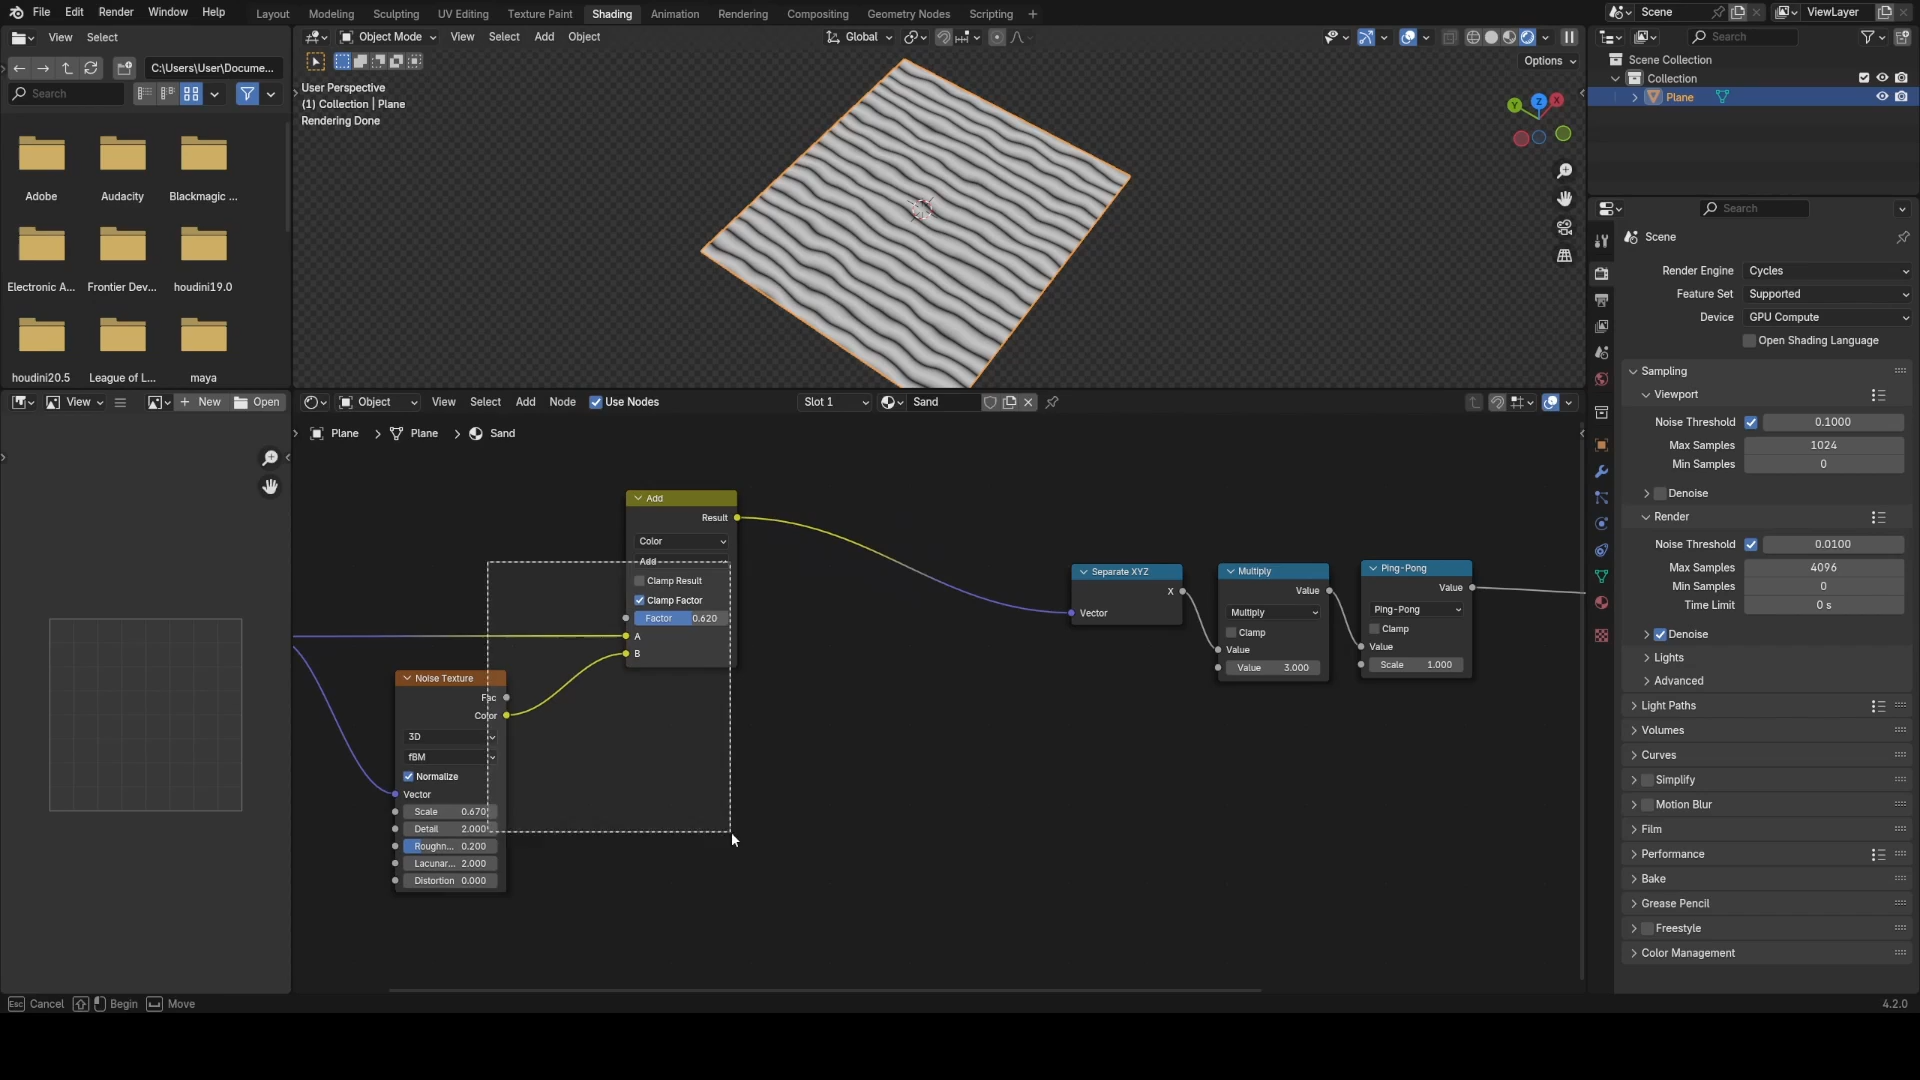 File Edit Render Window Help
Layout Modeling Sculpting UV Editing Texture Paint Shading Animation Rendering Compositing Geometry Nodes Scripting +
Scene
ViewLayer
View Select
C:\Users\User\Docume...
Search
Adobe
Audacity
Blackmagic ...
Electronic A...
Frontier Dev...
houdini19.0
houdini20.5
League of L...
maya
Object Mode View Select Add Object
Global
Options
User Perspective
(1) Collection | Plane
Rendering Done
Y Z X
Search
Scene Collection
Collection
Plane
View
New
Open
Object View Select Add Node Use Nodes
Slot 1
Sand
Plane > Plane > Sand
Add
Result
Color
Add
Clamp Result
Clamp Factor
Factor 0.620
A
B
Noise Texture
Fac
Color
3D
fBM
Normalize
Vector
Scale 0.670
Detail 2.000
Roughn... 0.200
Lacunar... 2.000
Distortion 0.000
Separate XYZ
X
Vector
Multiply
Value
Multiply
Clamp
Value
Value 3.000
Ping-Pong
Value
Ping-Pong
Clamp
Value
Scale 1.000
Search
Scene
Render Engine Cycles
Feature Set Supported
Device GPU Compute
Open Shading Language
Sampling
Viewport
Noise Threshold 0.1000
Max Samples 1024
Min Samples 0
Denoise
Render
Noise Threshold 0.0100
Max Samples 4096
Min Samples 0
Time Limit 0 s
Denoise
Lights
Advanced
Light Paths
Volumes
Curves
Simplify
Motion Blur
Film
Performance
Bake
Grease Pencil
Freestyle
Color Management
Esc Cancel Begin Move
4.2.0